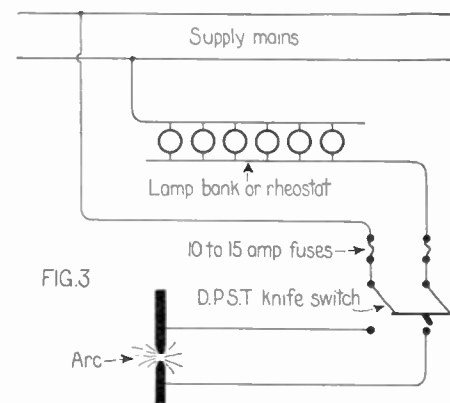 Supply mains
Lamp bank or rheostat
10 to 15 amp fuses
FIG.3
D.P.S.T knife switch
Arc